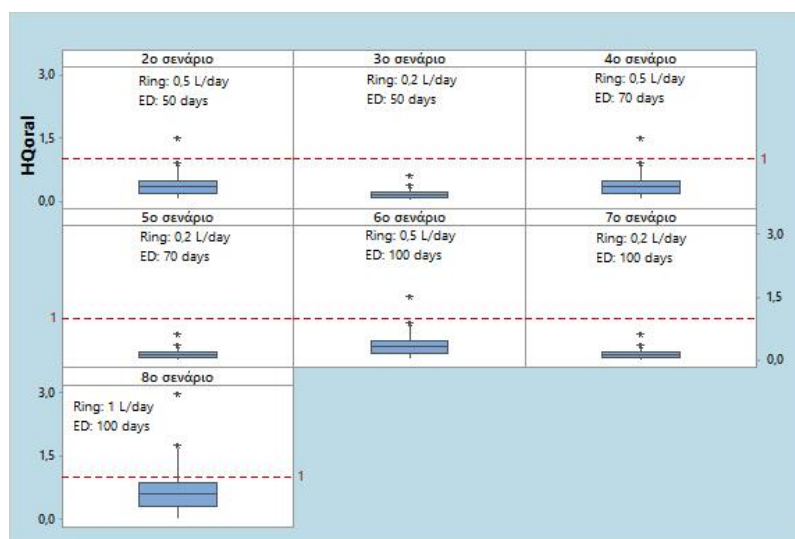 2ο σενάριο
3ο σενάριο
4ο σενάριο
Ring: 0,5 L/day
ED: 50 days
Ring: 0,2 L/day
ED: 50 days
Ring: 0,5 L/day
ED: 70 days
HQoral
3,0
1,5
0,0
1
5ο σενάριο
6ο σενάριο
7ο σενάριο
Ring: 0,2 L/day
ED: 70 days
Ring: 0,5 L/day
ED: 100 days
Ring: 0,2 L/day
ED: 100 days
1
3,0
1,5
0,0
8ο σενάριο
Ring: 1 L/day
ED: 100 days
3,0
1,5
0,0
1